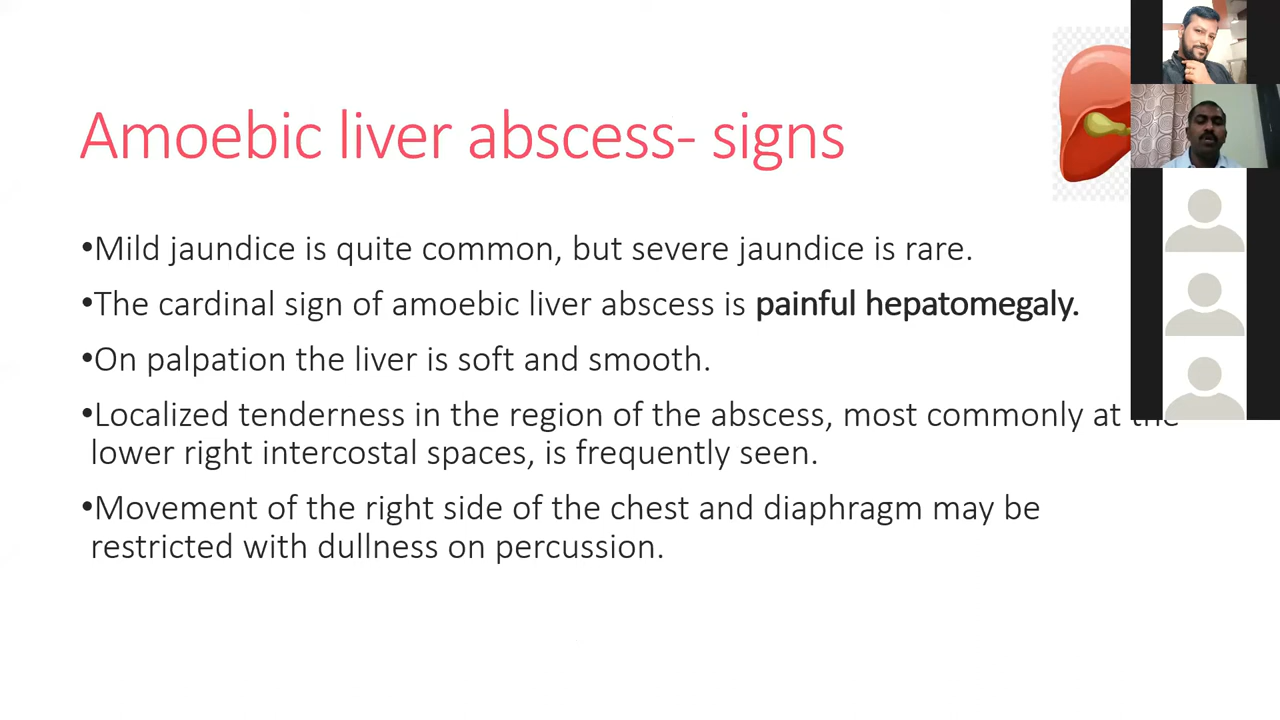 Amoebic liver abscess- signs
•Mild jaundice is quite common, but severe jaundice is rare.
•The cardinal sign of amoebic liver abscess is painful hepatomegaly.
•On palpation the liver is soft and smooth.
•Localized tenderness in the region of the abscess, most commonly at the
lower right intercostal spaces, is frequently seen.
•Movement of the right side of the chest and diaphragm may be
restricted with dullness on percussion.